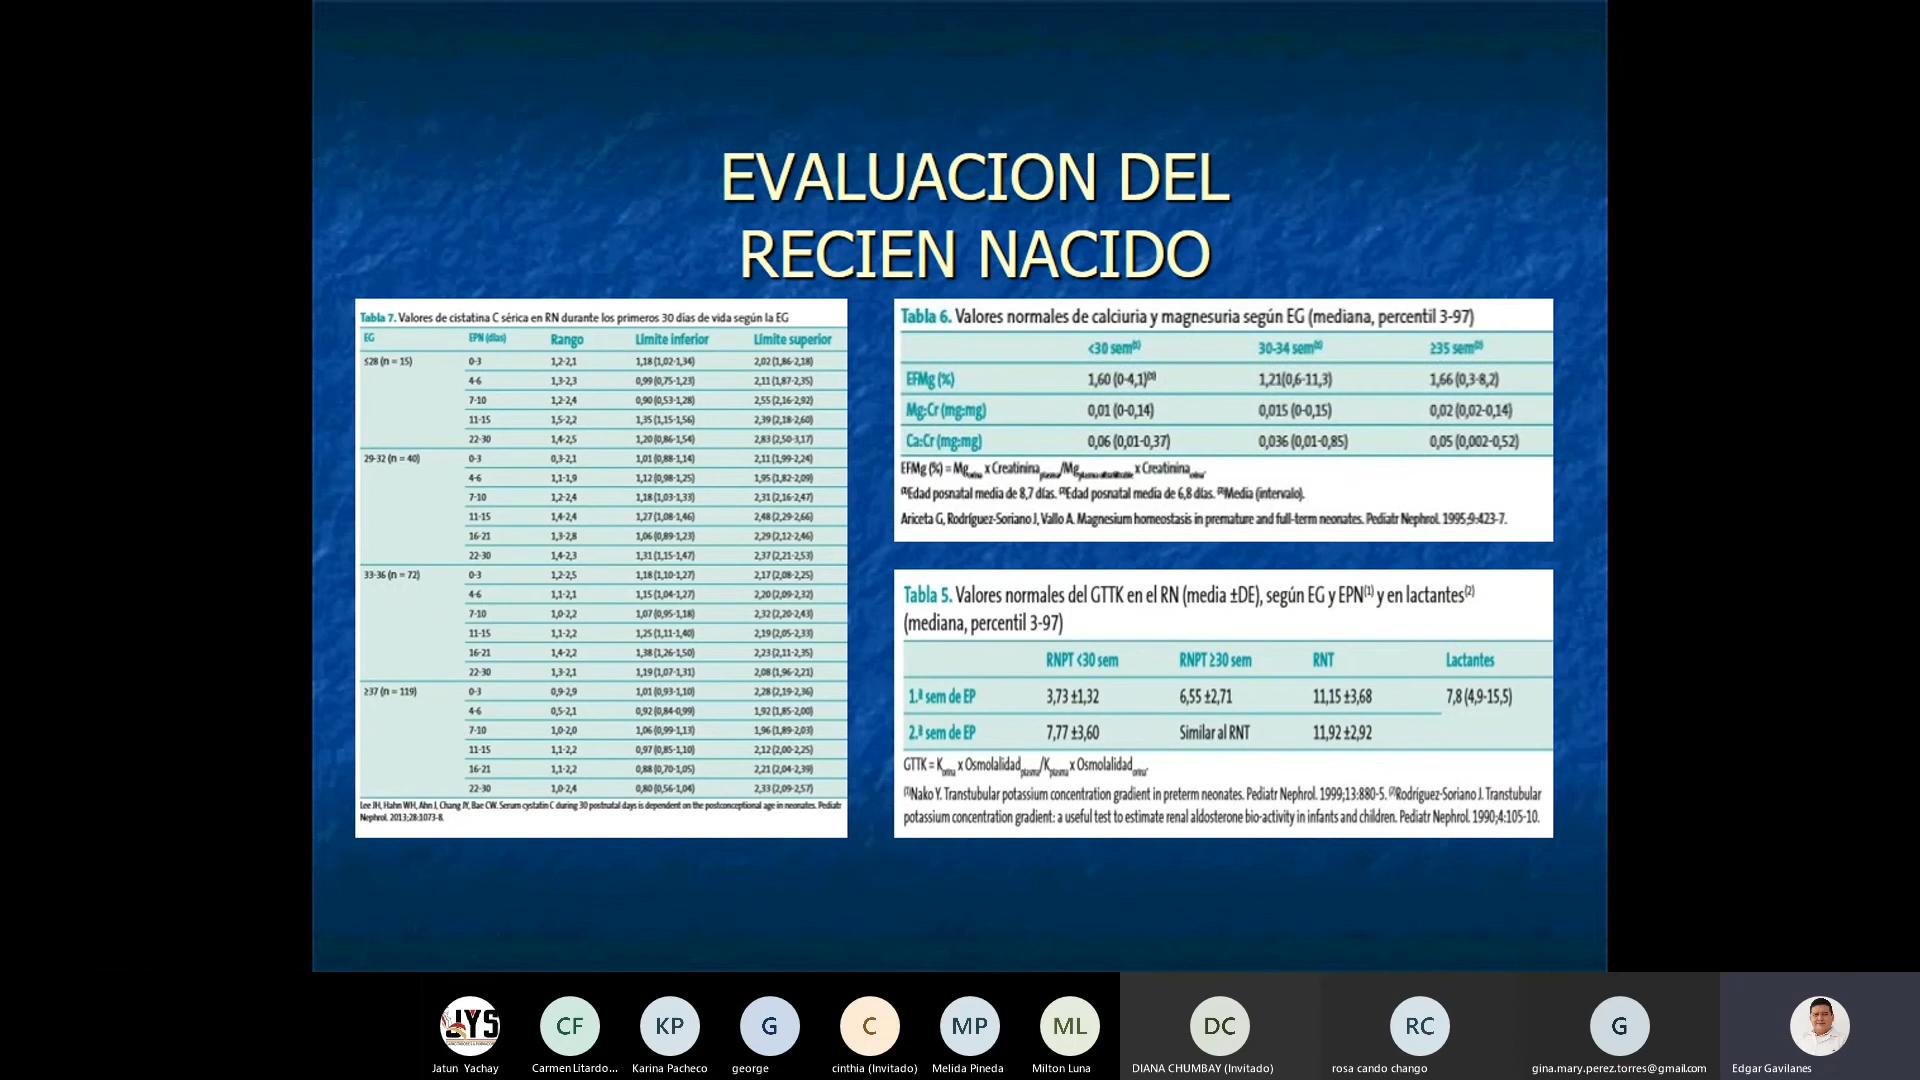 EVALUACION DEL
RECIEN NACIDO
Tabla 7. Valores de cistatina C sérica en RN durante los primeros 30 días de vida según la EG
EG EPN (días) Rango Límite inferior Límite superior
≤28 (n = 15) 0-3 1,2-2,1 1,18 (1,02-1,34) 2,02 (1,86-2,18)
4-6 1,3-2,3 0,99 (0,75-1,23) 2,11 (1,87-2,35)
7-10 1,2-2,4 0,90 (0,53-1,28) 2,55 (2,16-2,92)
11-15 1,5-2,2 1,35 (1,15-1,56) 2,39 (2,18-2,60)
22-30 1,4-2,5 1,20 (0,86-1,54) 2,83 (2,50-3,17)
29-32 (n = 40) 0-3 0,3-2,1 1,01 (0,88-1,14) 2,11 (1,99-2,24)
4-6 1,1-1,9 1,12 (0,98-1,25) 1,95 (1,82-2,09)
7-10 1,2-2,4 1,18 (1,03-1,33) 2,31 (2,16-2,47)
11-15 1,4-2,4 1,27 (1,08-1,46) 2,48 (2,29-2,66)
16-21 1,3-2,8 1,06 (0,89-1,23) 2,29 (2,12-2,46)
22-30 1,4-2,3 1,31 (1,15-1,47) 2,37 (2,21-2,53)
33-36 (n = 72) 0-3 1,2-2,5 1,18 (1,10-1,27) 2,17 (2,08-2,25)
4-6 1,1-2,1 1,15 (1,04-1,27) 2,20 (2,09-2,32)
7-10 1,0-2,2 1,07 (0,95-1,18) 2,32 (2,20-2,43)
11-15 1,1-2,2 1,25 (1,11-1,40) 2,19 (2,05-2,33)
16-21 1,4-2,2 1,38 (1,26-1,50) 2,23 (2,11-2,35)
22-30 1,3-2,1 1,19 (1,07-1,31) 2,08 (1,96-2,21)
≥37 (n = 119) 0-3 0,9-2,9 1,01 (0,93-1,10) 2,28 (2,19-2,36)
4-6 0,5-2,1 0,92 (0,84-0,99) 1,92 (1,85-2,00)
7-10 1,0-2,0 1,06 (0,99-1,13) 1,96 (1,89-2,03)
11-15 1,1-2,2 0,97 (0,85-1,10) 2,12 (2,00-2,25)
16-21 1,1-2,2 0,88 (0,70-1,05) 2,21 (2,04-2,39)
22-30 1,0-2,4 0,80 (0,56-1,04) 2,33 (2,09-2,57)
Lee JH, Hahn WH, Ahn J, Chang JY, Bae CW. Serum cystatin C during 30 postnatal days is dependent on the postconceptional age in neonates. Pediatr
Nephrol. 2013;28:1073-8.
Tabla 6. Valores normales de calciuria y magnesuria según EG (mediana, percentil 3-97)
<30 sem(1) 30-34 sem(2) ≥35 sem(2)
EFMg (%) 1,60 (0-4,1)(3) 1,21(0,6-11,3) 1,66 (0,3-8,2)
Mg:Cr (mg:mg) 0,01 (0-0,14) 0,015 (0-0,15) 0,02 (0,02-0,14)
Ca:Cr (mg:mg) 0,06 (0,01-0,37) 0,036 (0,01-0,85) 0,05 (0,002-0,52)
EFMg (%) = Mg x Creatinina /Mg x Creatinina
(1)Edad posnatal media de 8,7 días. (2)Edad posnatal media de 6,8 días. (3)Media (intervalo).
Ariceta G, Rodríguez-Soriano J, Vallo A. Magnesium homeostasis in premature and full-term neonates. Pediatr Nephrol. 1995;9:423-7.
Tabla 5. Valores normales del GTTK en el RN (media ±DE), según EG y EPN(1) y en lactantes(2)
(mediana, percentil 3-97)
RNPT <30 sem RNPT ≥30 sem RNT Lactantes
1.ª sem de EP 3,73 ±1,32 6,55 ±2,71 11,15 ±3,68 7,8 (4,9-15,5)
2.ª sem de EP 7,77 ±3,60 Similar al RNT 11,92 ±2,92
GTTK = Korina x Osmolalidadplasma/Kplasma x Osmolalidadorina.
(1)Nako Y. Transtubular potassium concentration gradient in preterm neonates. Pediatr Nephrol. 1999;13:880-5. (2)Rodríguez-Soriano J. Transtubular
potassium concentration gradient: a useful test to estimate renal aldosterone bio-activity in infants and children. Pediatr Nephrol. 1990;4:105-10.
JYS CF KP G C MP ML DC RC G
Jatun Yachay Carmen Litardo... Karina Pacheco george cinthia (Invitado) Melida Pineda Milton Luna DIANA CHUMBAY (Invitado) rosa cando chango gina.mary.perez.torres@gmail.com Edgar Gavilanes